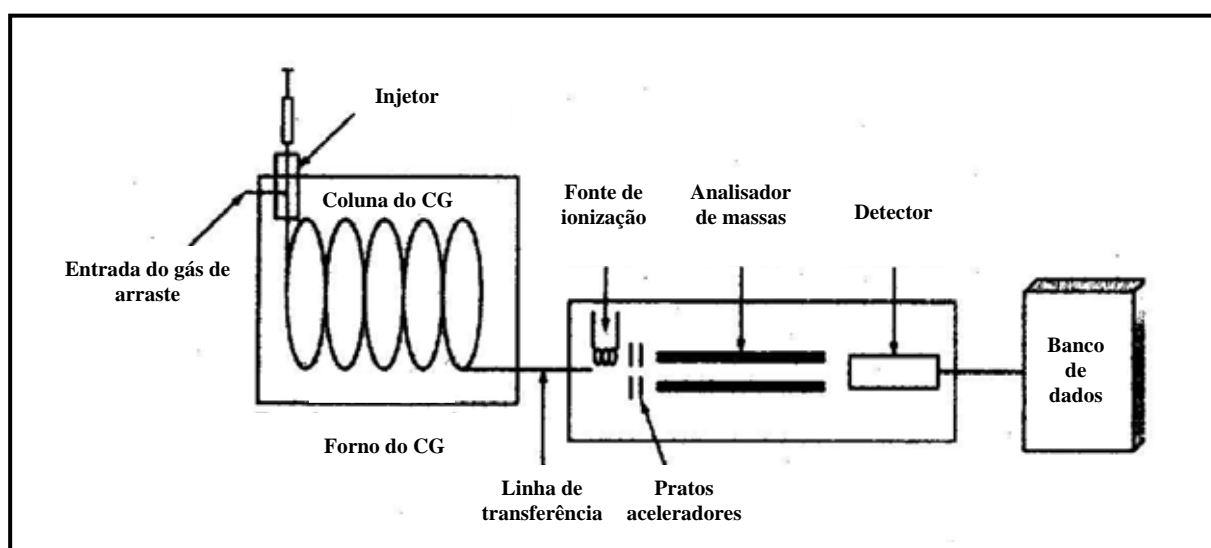 Injetor
Coluna do CG
Entrada do gás de
arraste
Forno do CG
Linha de
transferência
Fonte de
ionização
Analisador
de massas
Detector
Pratos
aceleradores
Banco
de
dados